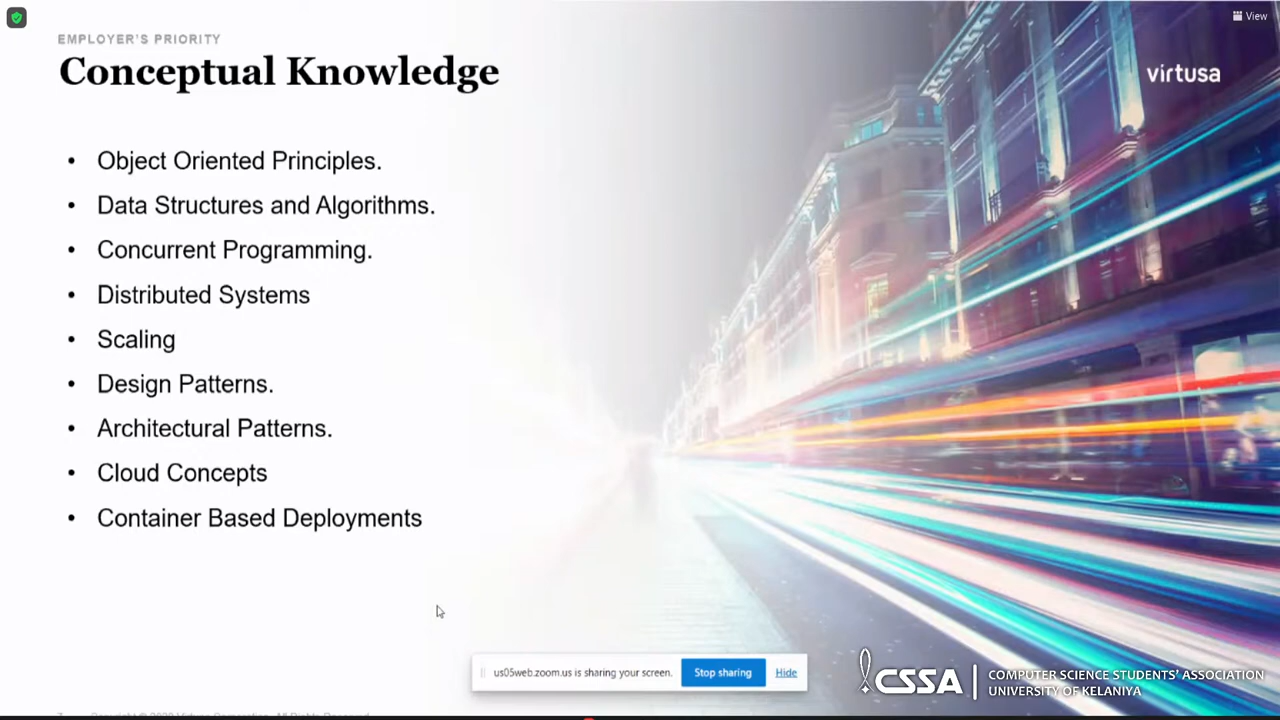 View
EMPLOYER'S PRIORITY
Conceptual Knowledge
virtusa
• Object Oriented Principles.
• Data Structures and Algorithms.
• Concurrent Programming.
• Distributed Systems
• Scaling
• Design Patterns.
• Architectural Patterns.
• Cloud Concepts
• Container Based Deployments
us05web.zoom.us is sharing your screen.
Stop sharing
Hide
CSSA
COMPUTER SCIENCE STUDENTS' ASSOCIATION
UNIVERSITY OF KELANIYA